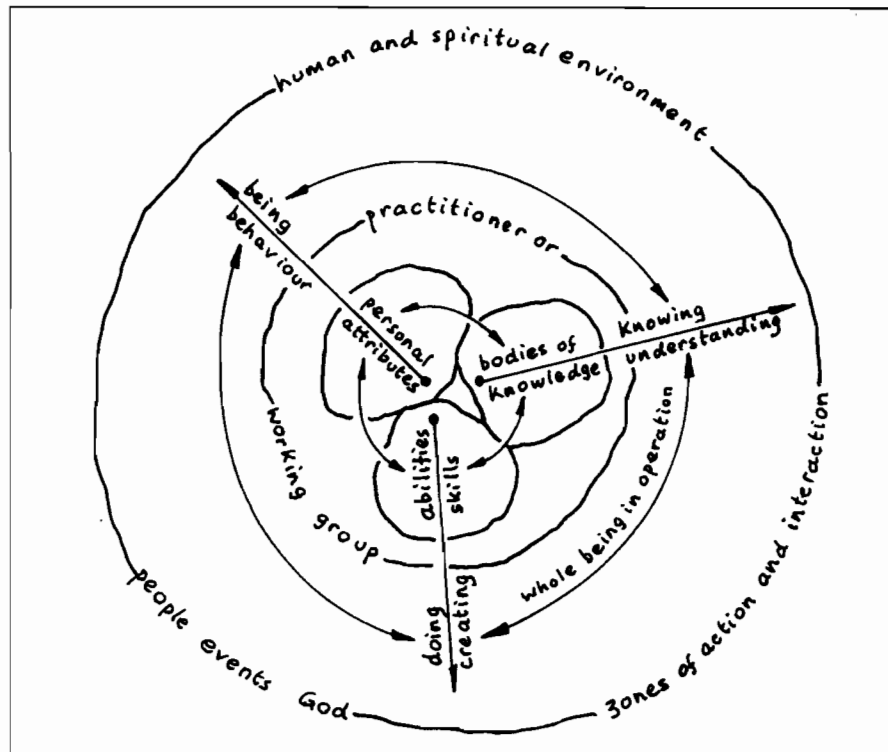 human and spiritual environment
being
behaviour
practitioner or
personal
attributes
bodies of
knowledge
knowing
understanding
abilities
skills
working group
whole being in operation
doing
creating
people events God
zones of action and interaction